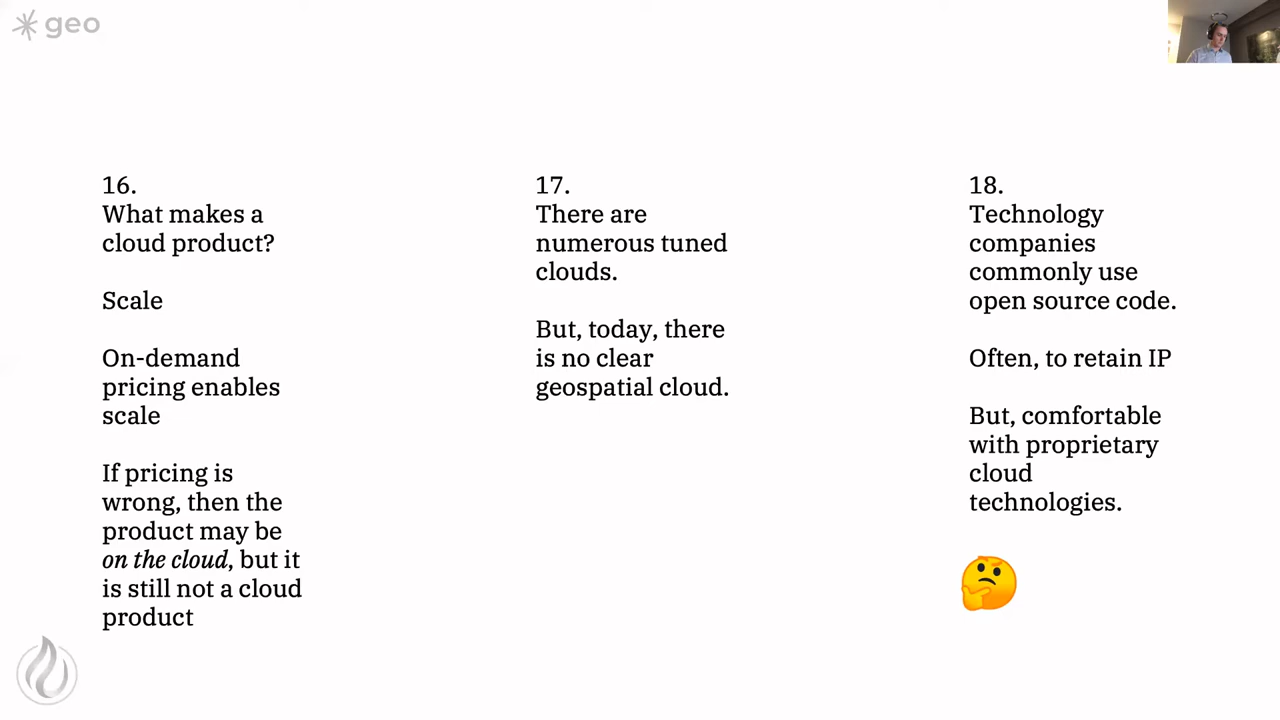 geo
16.
What makes a
cloud product?
Scale
On-demand
pricing enables
scale
If pricing is
wrong, then the
product may be
on the cloud, but it
is still not a cloud
product
17.
There are
numerous tuned
clouds.
But, today, there
is no clear
geospatial cloud.
18.
Technology
companies
commonly use
open source code.
Often, to retain IP
But, comfortable
with proprietary
cloud
technologies.